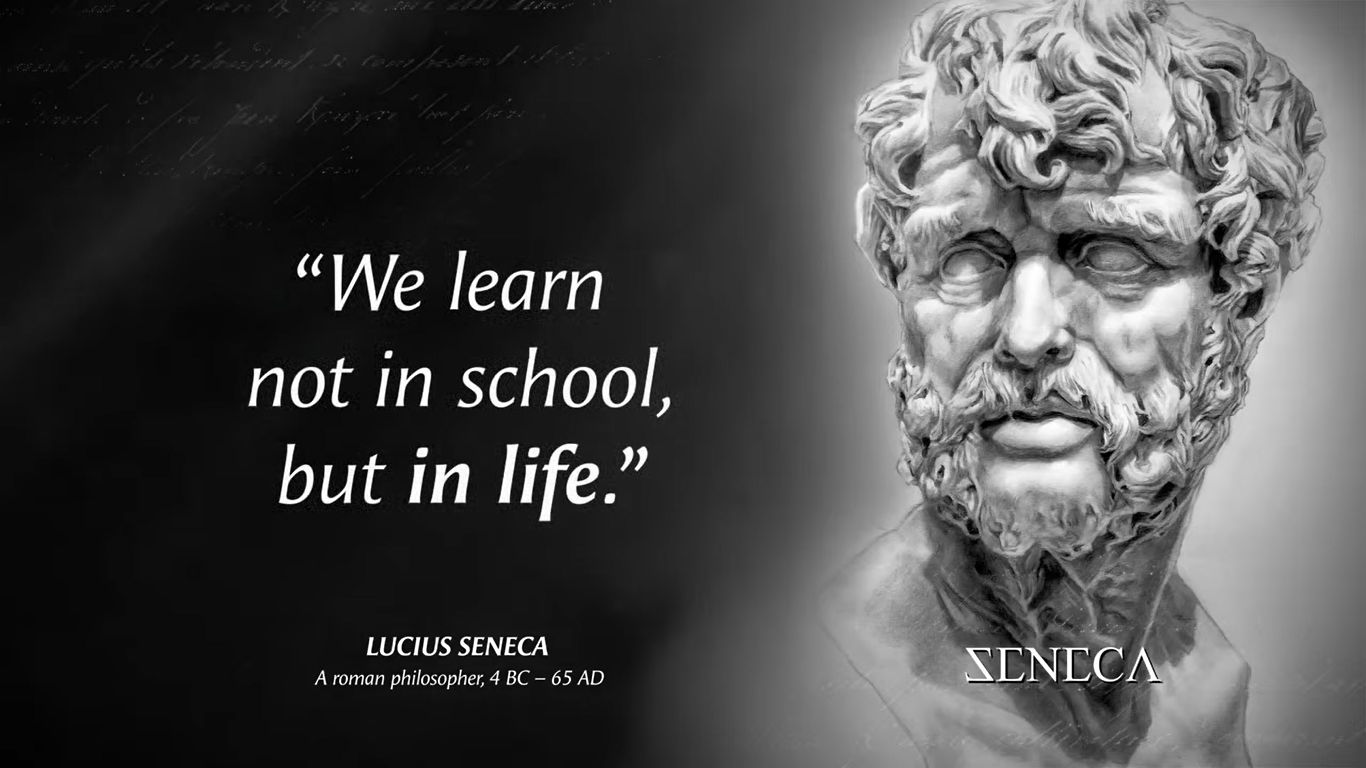 “We learn
not in school,
but in life.”
LUCIUS SENECA
A roman philosopher, 4 BC – 65 AD
SENECA